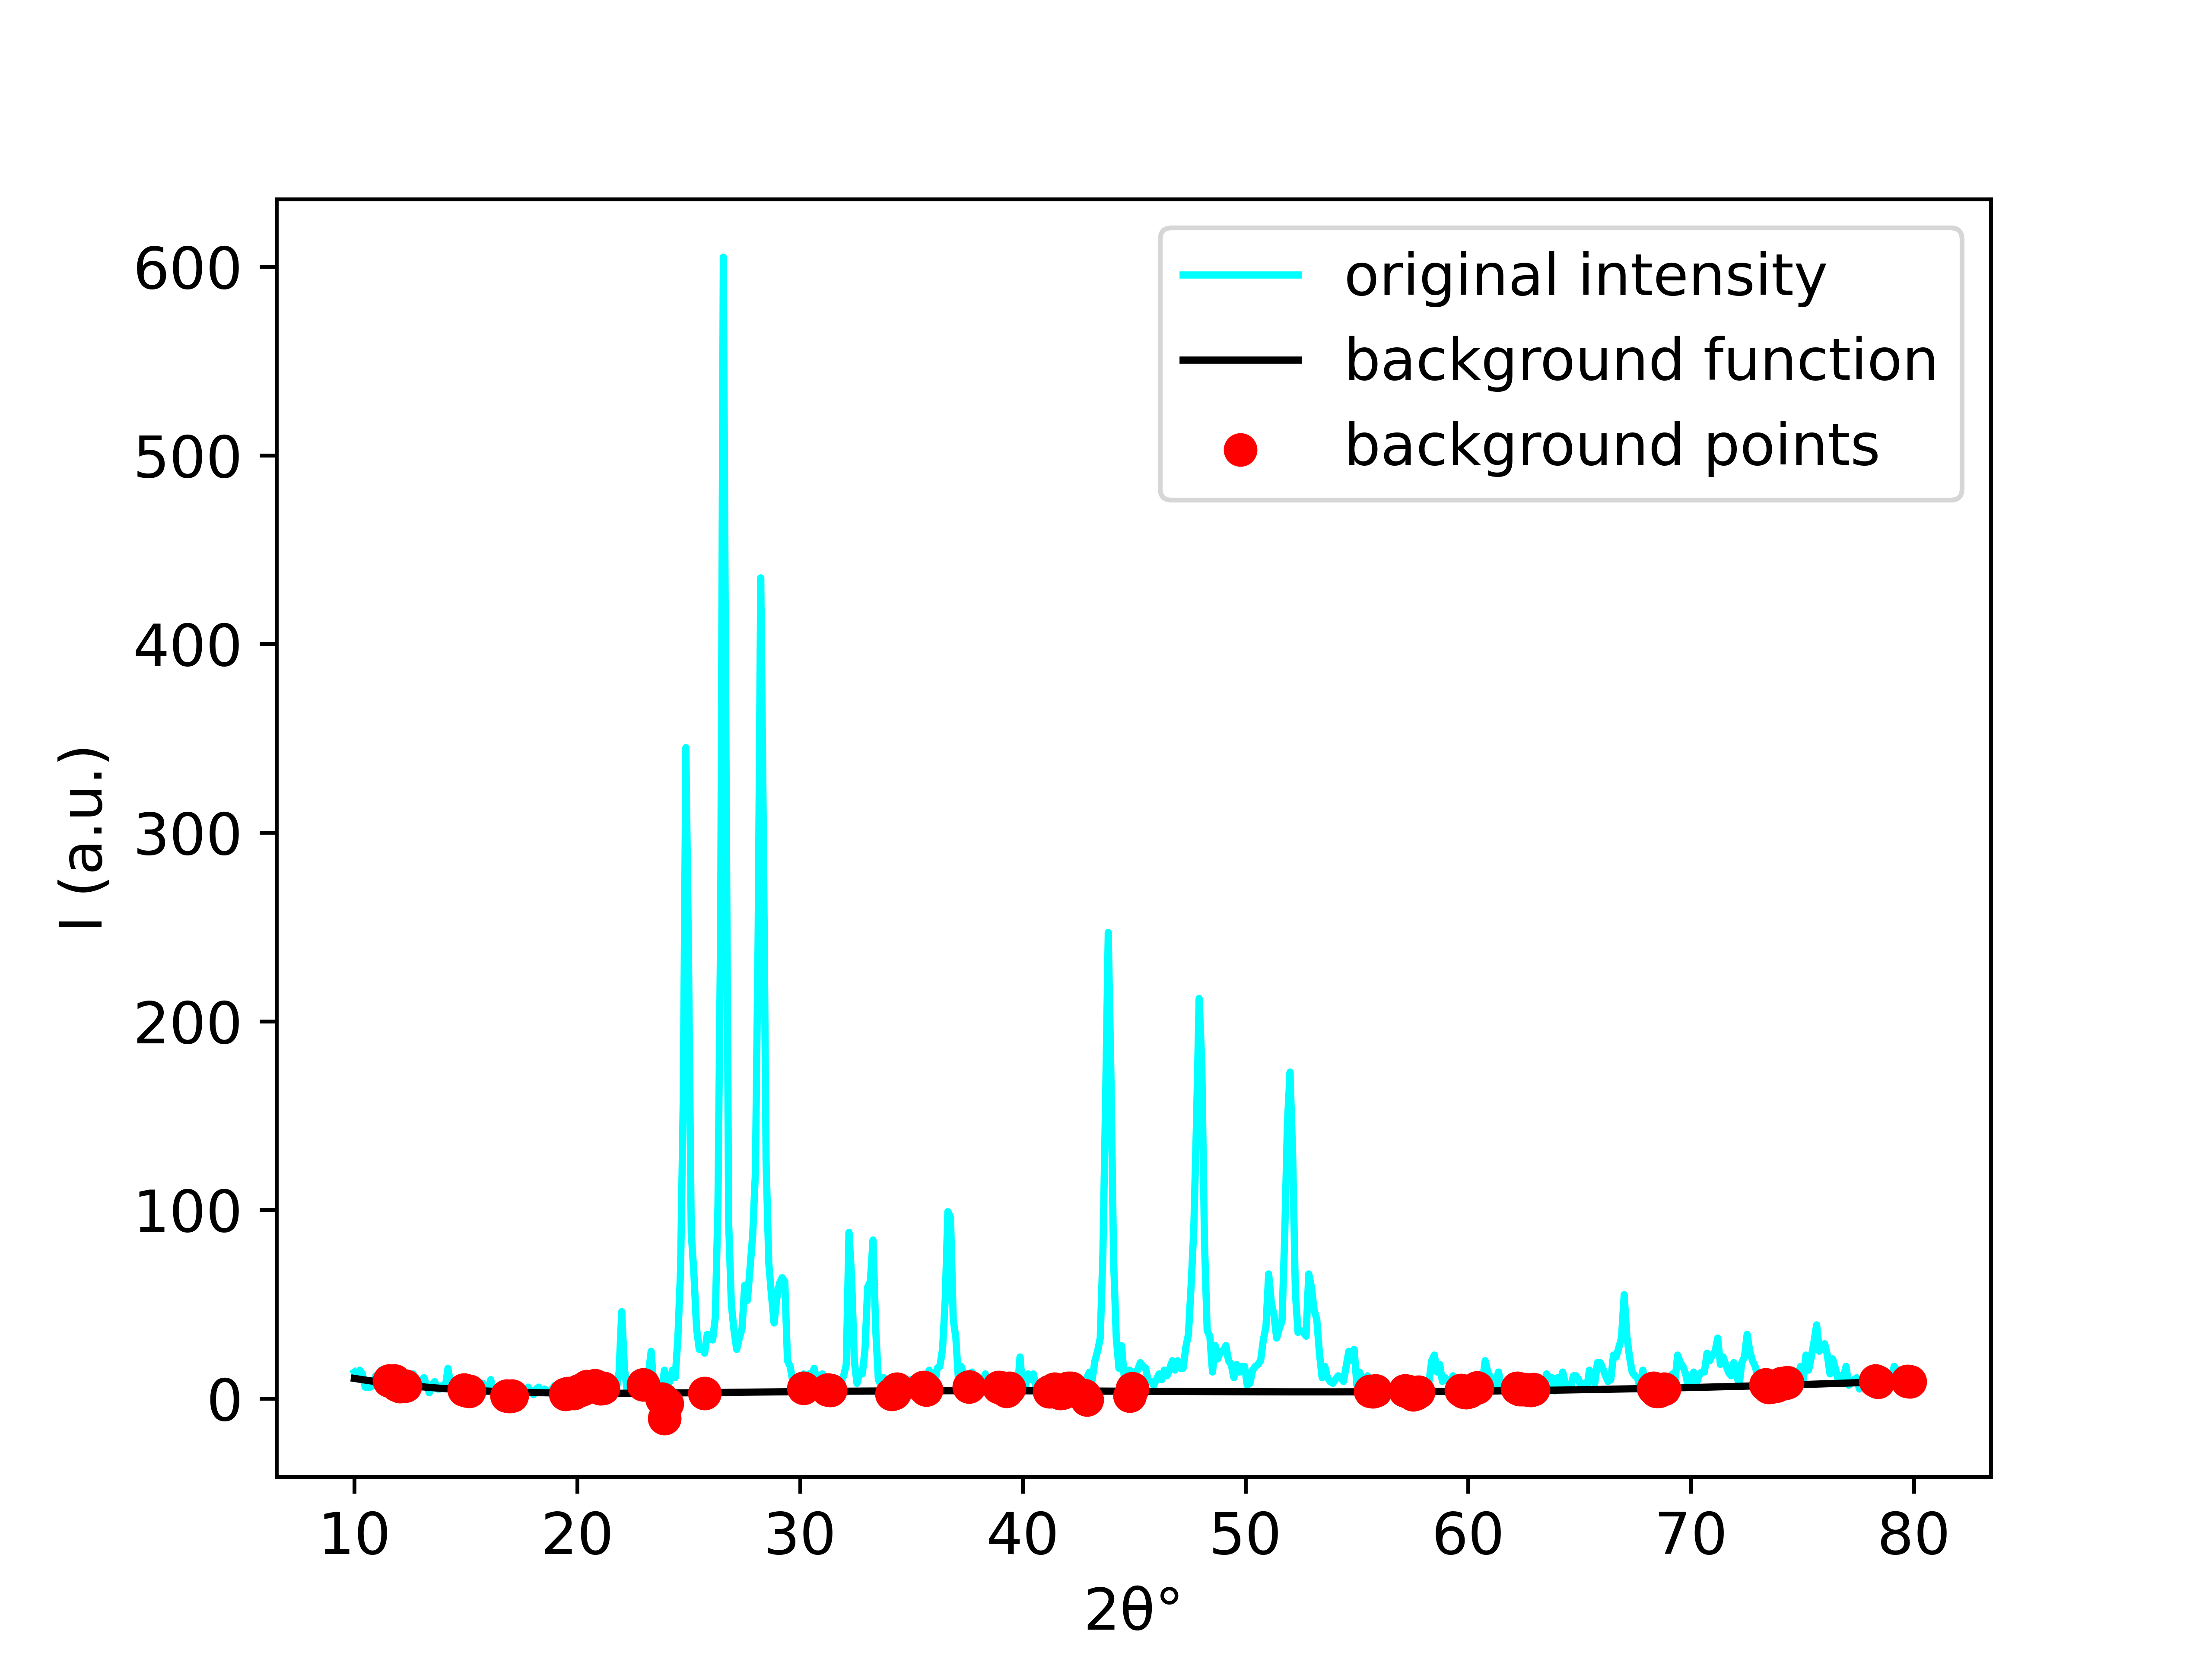 original intensity
background function
background points
600
500
400
300
200
100
0
I (a.u.)
10 20 30 40 50 60 70 80
2θ°